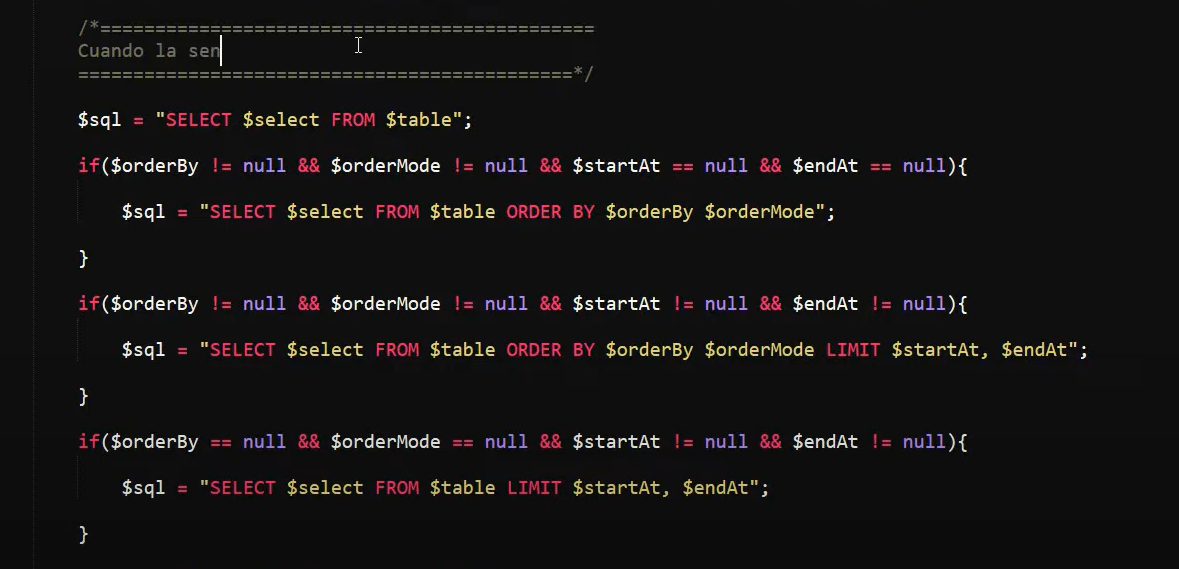 /*=============================================
Cuando la sen
=============================================*/
$sql = "SELECT $select FROM $table";
if($orderBy != null && $orderMode != null && $startAt == null && $endAt == null){
$sql = "SELECT $select FROM $table ORDER BY $orderBy $orderMode";
}
if($orderBy != null && $orderMode != null && $startAt != null && $endAt != null){
$sql = "SELECT $select FROM $table ORDER BY $orderBy $orderMode LIMIT $startAt, $endAt";
}
if($orderBy == null && $orderMode == null && $startAt != null && $endAt != null){
$sql = "SELECT $select FROM $table LIMIT $startAt, $endAt";
}